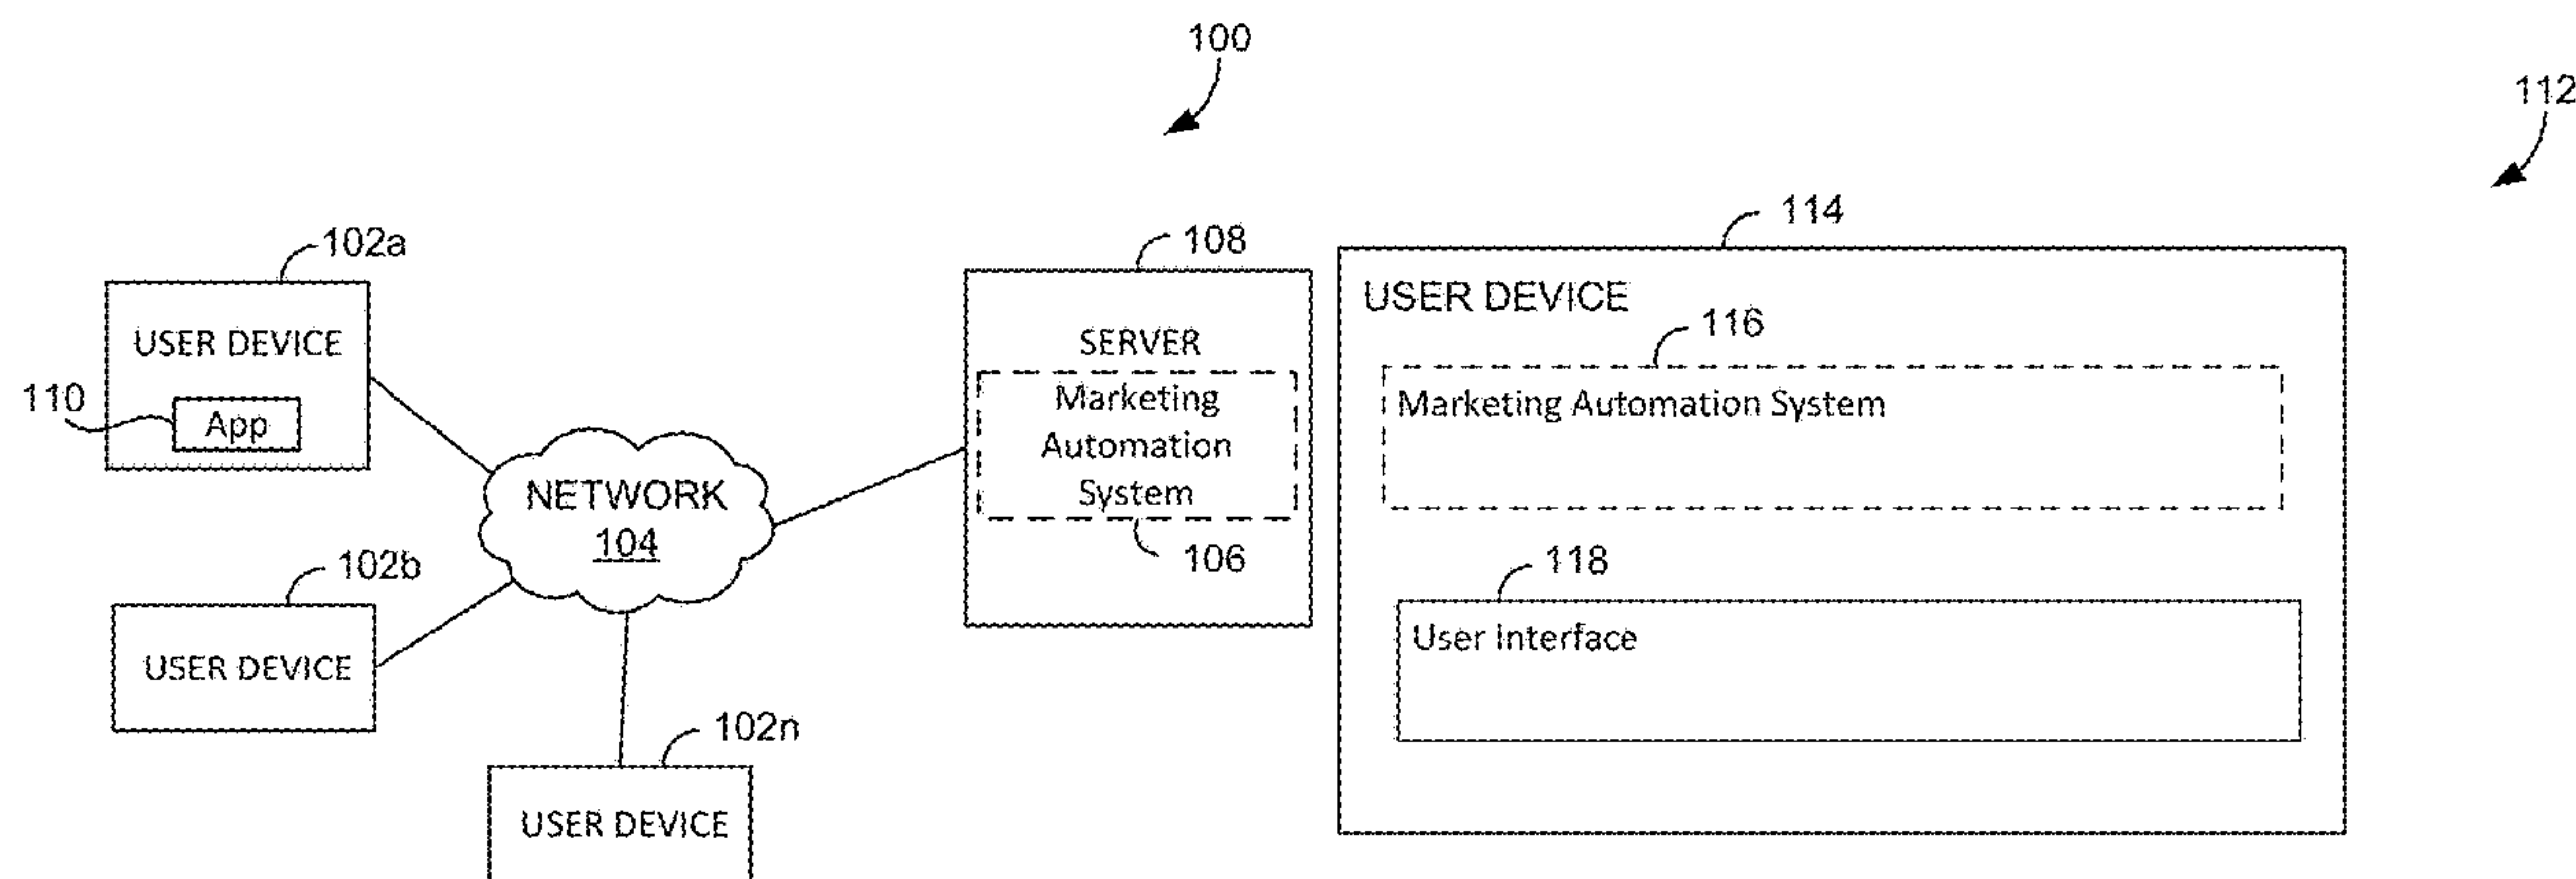 100
112
102a
USER DEVICE
110
App
102b
USER DEVICE
NETWORK
104
102n
USER DEVICE
108
SERVER
Marketing
Automation
System
106
114
USER DEVICE
116
Marketing Automation System
118
User Interface